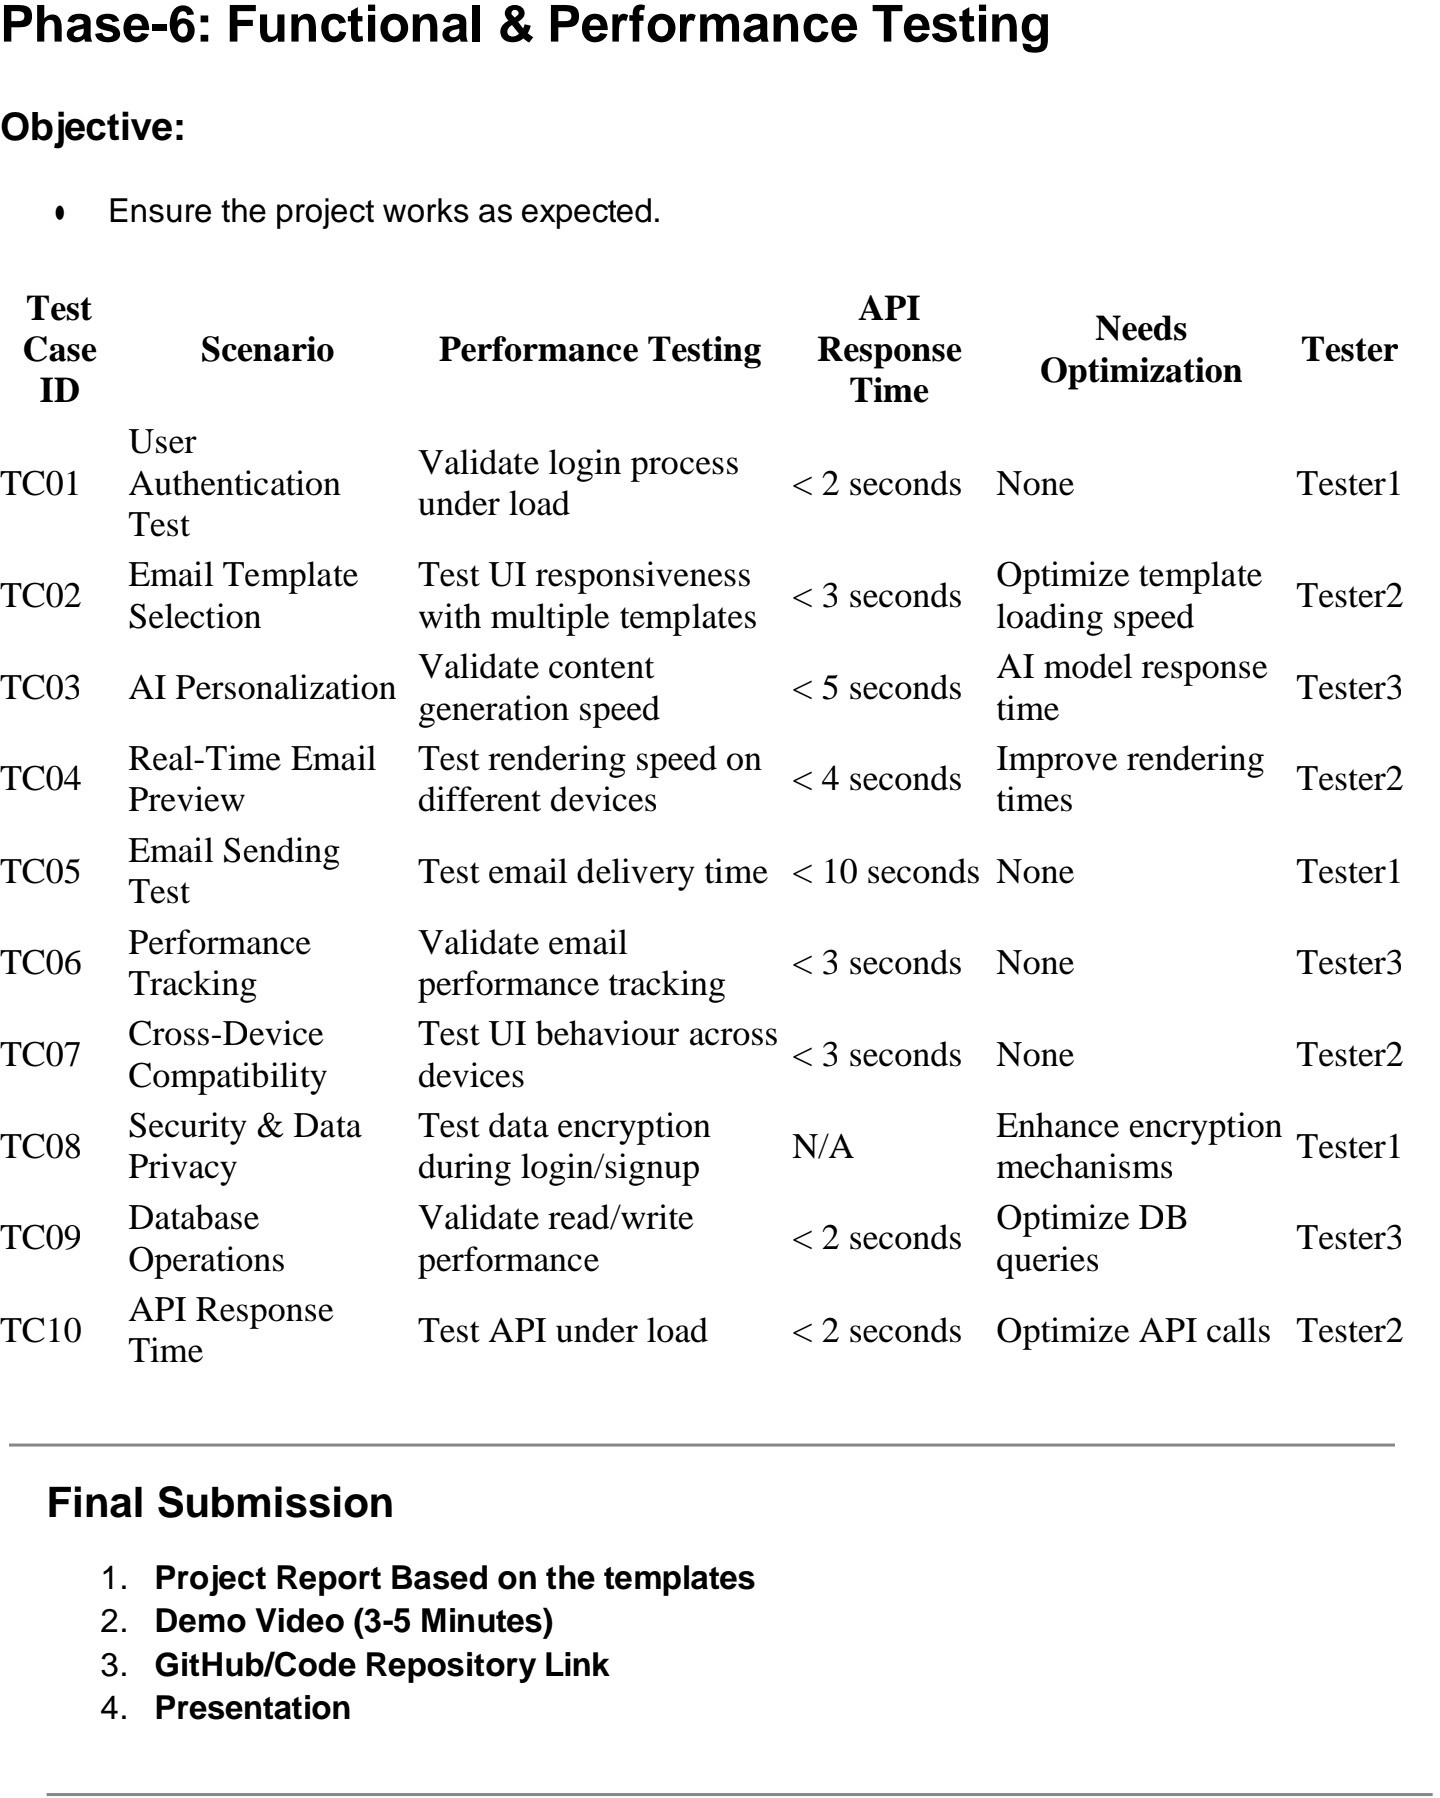 Phase-6: Functional & Performance Testing
Objective:
• Ensure the project works as expected.
Test Case ID Scenario Performance Testing API Response Time Needs Optimization Tester
TC01 User Authentication Test Validate login process under load < 2 seconds None Tester1
TC02 Email Template Selection Test UI responsiveness with multiple templates < 3 seconds Optimize template loading speed Tester2
TC03 AI Personalization Validate content generation speed < 5 seconds AI model response time Tester3
TC04 Real-Time Email Preview Test rendering speed on different devices < 4 seconds Improve rendering times Tester2
TC05 Email Sending Test Test email delivery time < 10 seconds None Tester1
TC06 Performance Tracking Validate email performance tracking < 3 seconds None Tester3
TC07 Cross-Device Compatibility Test UI behaviour across devices < 3 seconds None Tester2
TC08 Security & Data Privacy Test data encryption during login/signup N/A Enhance encryption mechanisms Tester1
TC09 Database Operations Validate read/write performance < 2 seconds Optimize DB queries Tester3
TC10 API Response Time Test API under load < 2 seconds Optimize API calls Tester2
Final Submission
1. Project Report Based on the templates
2. Demo Video (3-5 Minutes)
3. GitHub/Code Repository Link
4. Presentation